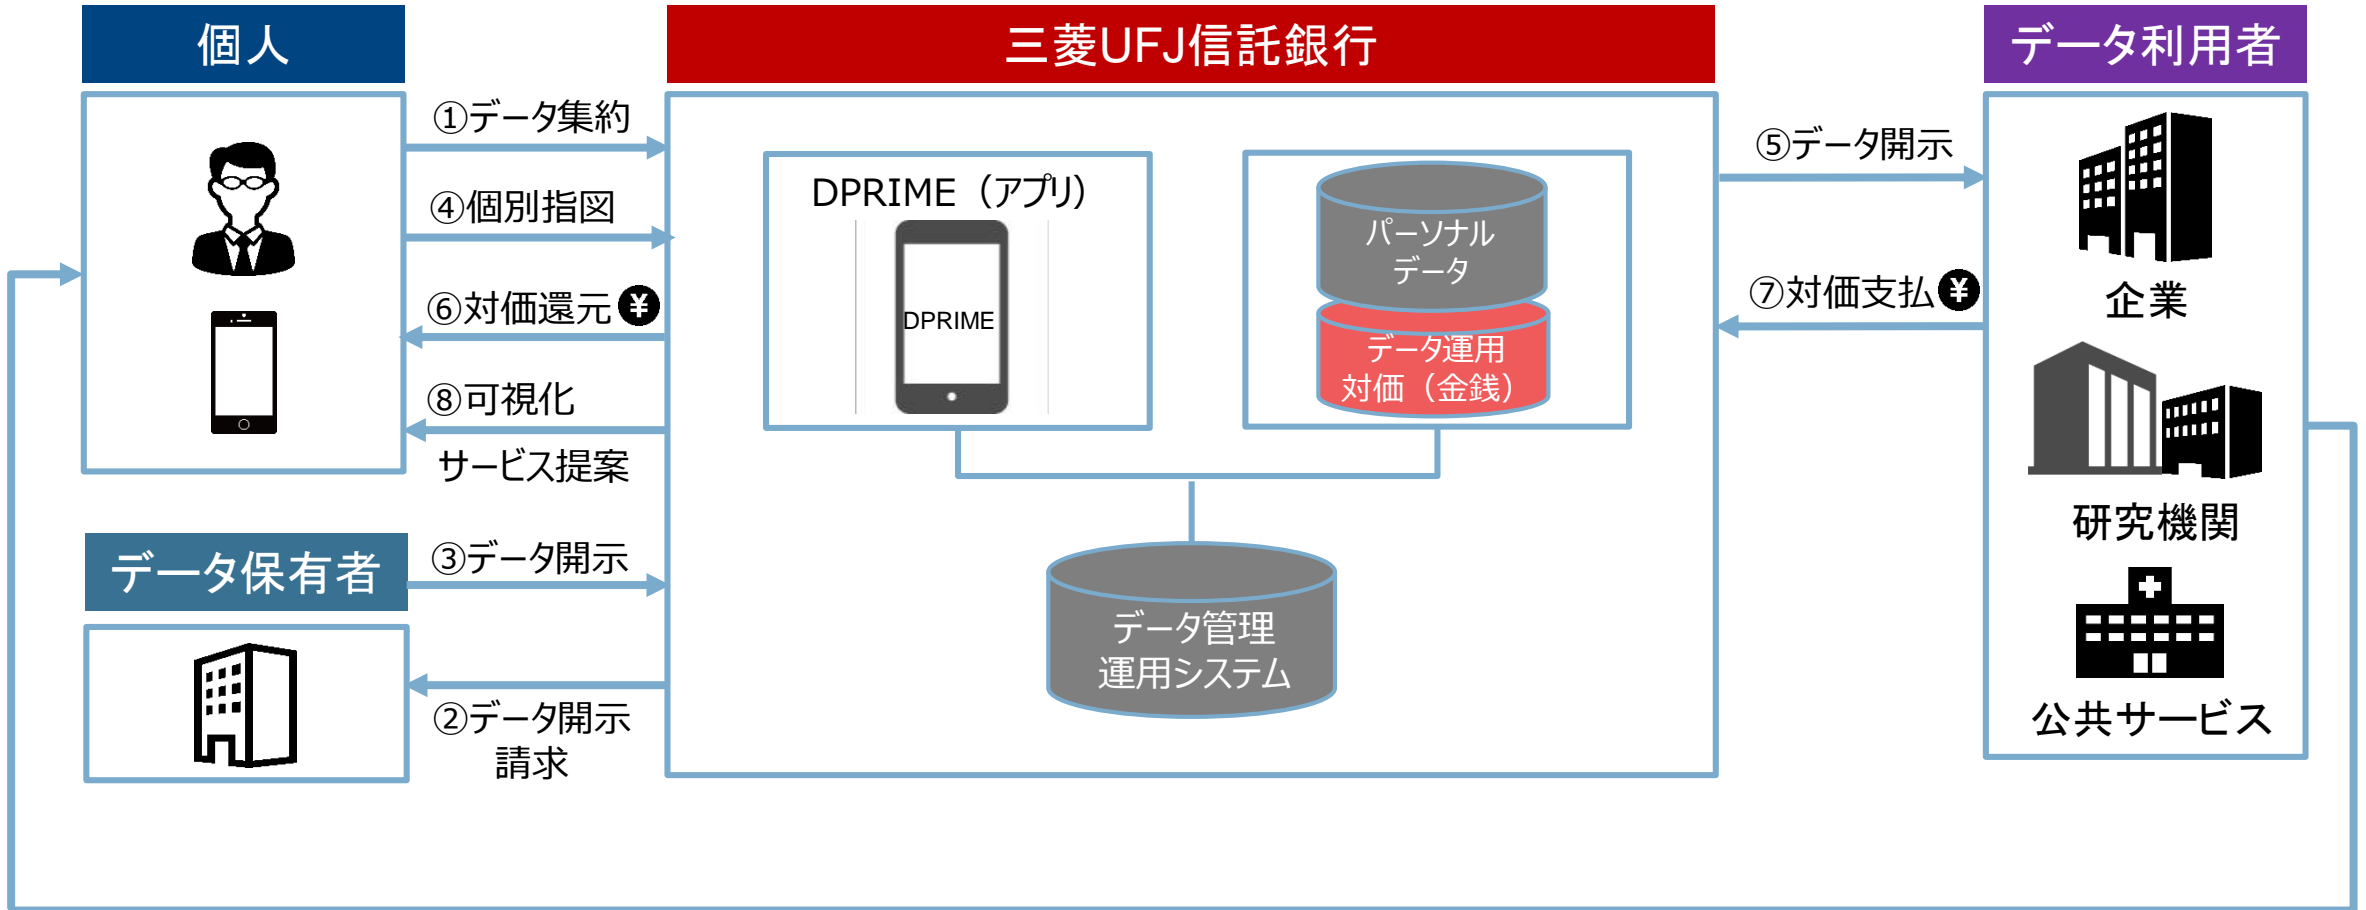 個人
三菱UFJ信託銀行
データ利用者
①データ集約
④個別指図
⑥対価還元 ¥
⑧可視化
サービス提案
データ保有者
③データ開示
②データ開示
請求
DPRIME（アプリ）
DPRIME
パーソナル
データ
データ運用
対価（金銭）
データ管理
運用システム
⑤データ開示
⑦対価支払 ¥
企業
研究機関
公共サービス